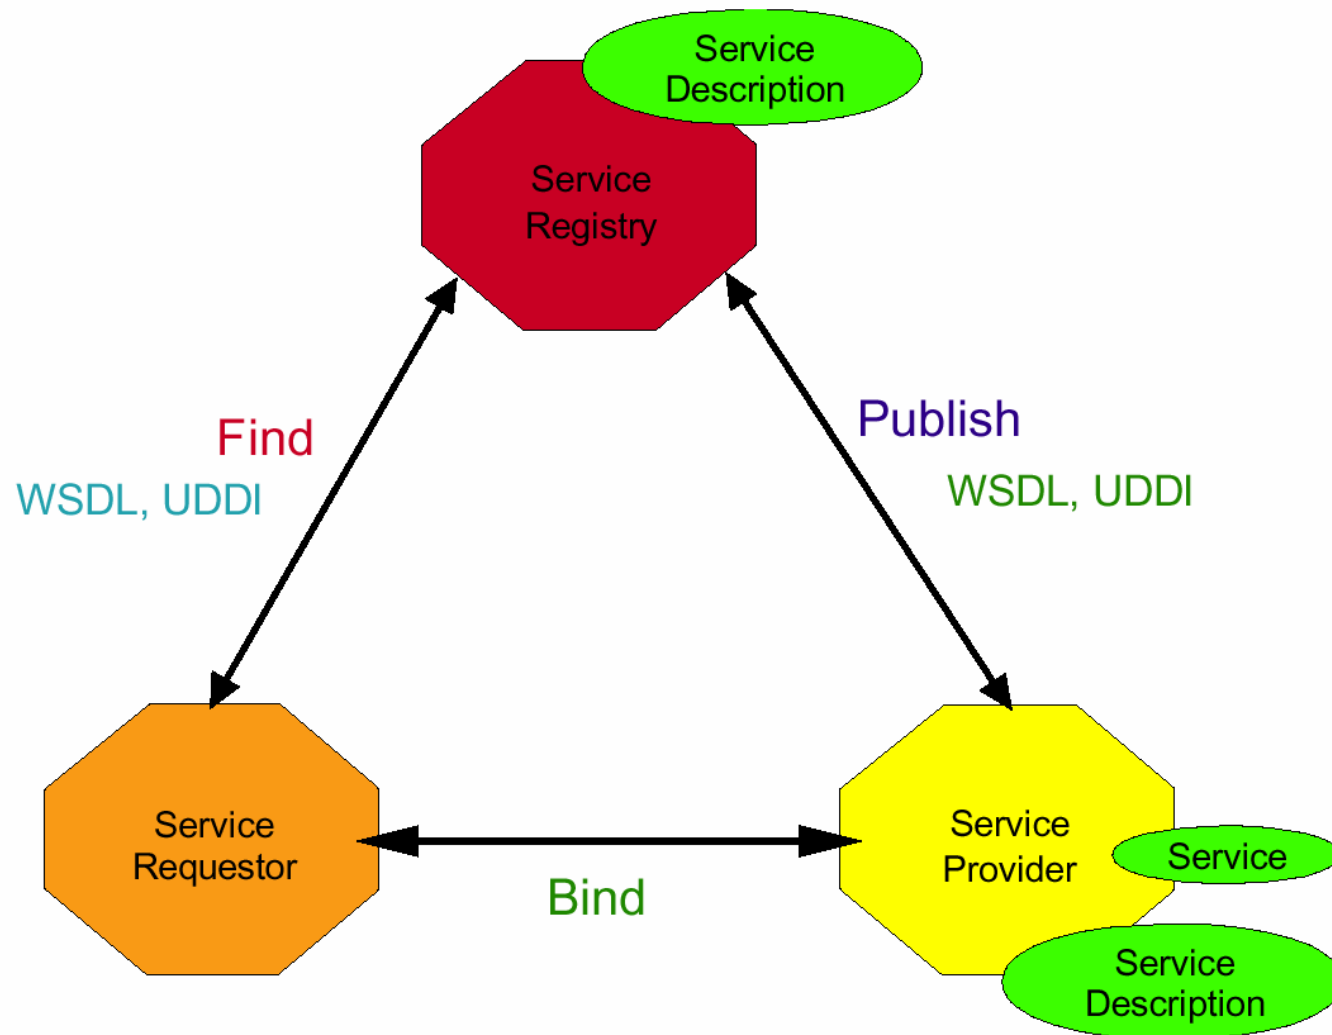 Service
Description
Service
Registry
Find
Publish
WSDL, UDDI
WSDL, UDDI
Service
Requestor
Bind
Service
Provider
Service
Service
Description